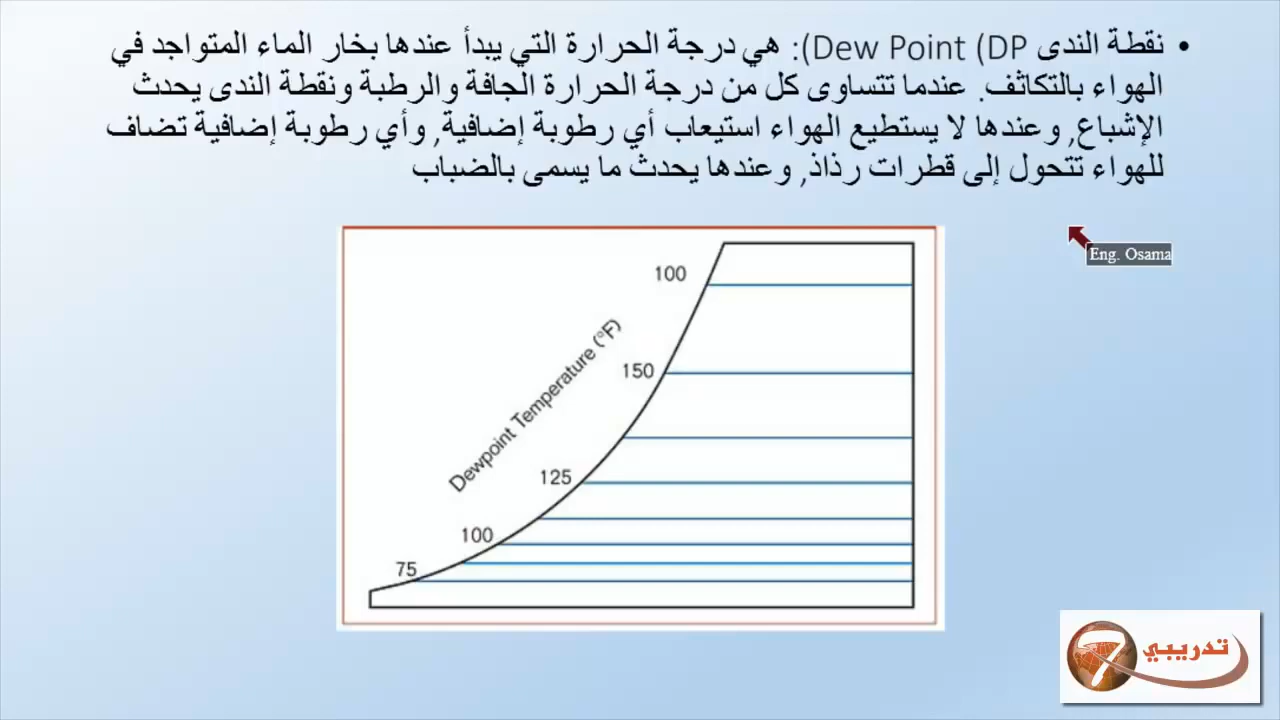 • نقطة الندى Dew Point (DP): هي درجة الحرارة التي يبدأ عندها بخار الماء المتواجد في
الهواء بالتكاثف. عندما تتساوى كل من درجة الحرارة الجافة والرطبة ونقطة الندى يحدث
الإشباع, وعندها لا يستطيع الهواء استيعاب أي رطوبة إضافية, وأي رطوبة إضافية تضاف
للهواء تتحول إلى قطرات رذاذ, وعندها يحدث ما يسمى بالضباب
Eng. Osama
100
150
Dewpoint Temperature (°F)
125
100
75
تدريبي 7